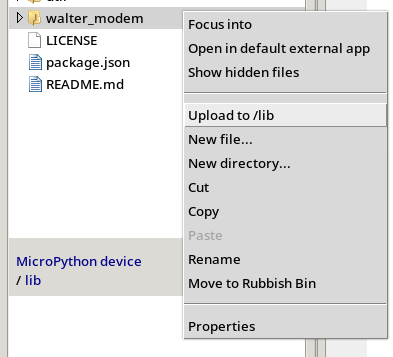 walter_modem
LICENSE
package.json
README.md
MicroPython device
/ lib
Focus into
Open in default external app
Show hidden files
Upload to /lib
New file...
New directory...
Cut
Copy
Paste
Rename
Move to Rubbish Bin
Properties